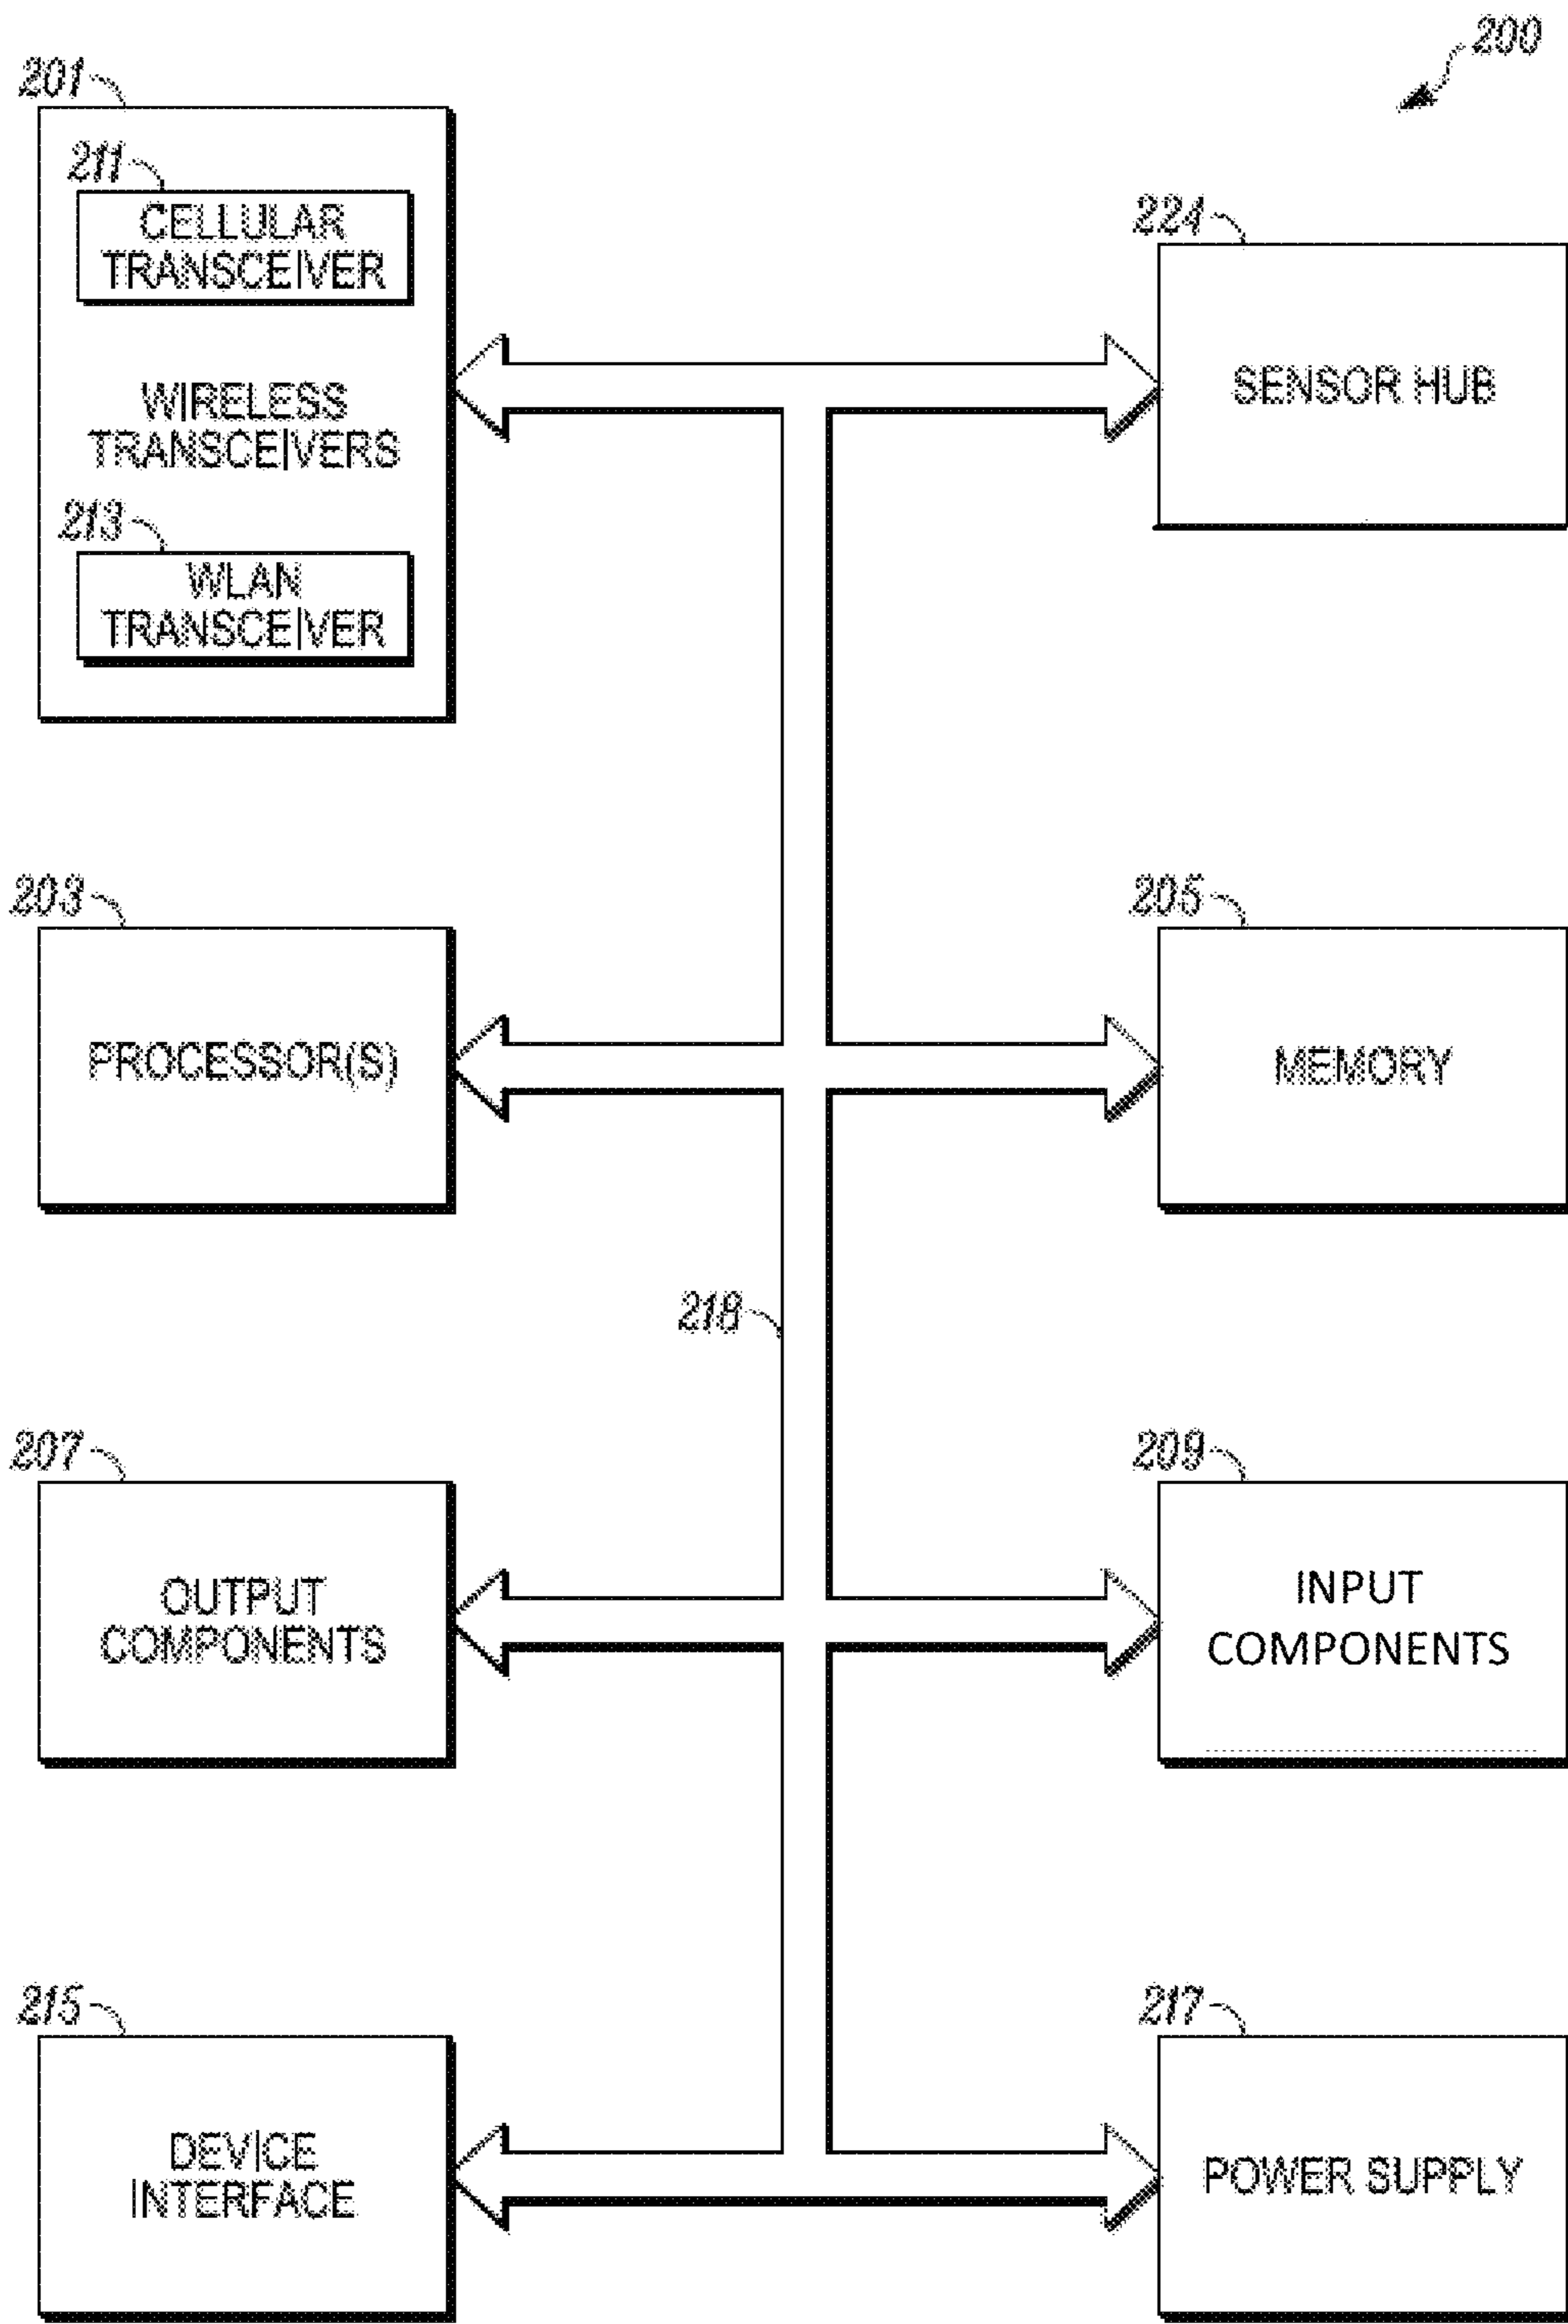 200
201
211
CELLULAR
TRANSCEIVER
WIRELESS
TRANSCEIVERS
213
WLAN
TRANSCEIVER
224
SENSOR HUB
203
PROCESSOR(S)
205
MEMORY
218
207
OUTPUT
COMPONENTS
209
INPUT
COMPONENTS
215
DEVICE
INTERFACE
217
POWER SUPPLY